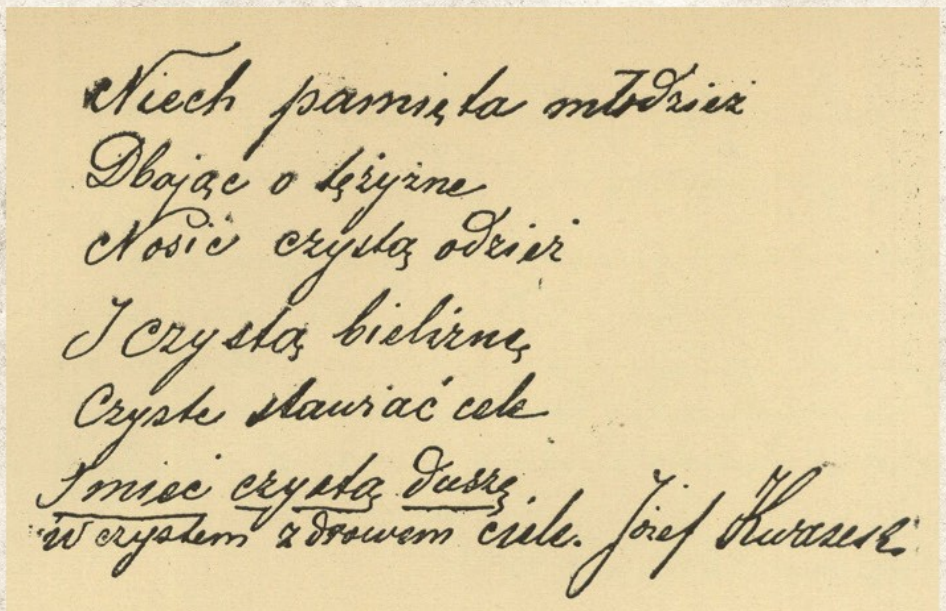 Niech pamięta młodzież
Dbając o tężyznę
Nosić czystą odzież
I czystą bieliznę
Czyste stawiać cele
I mieć czystą duszę
w czystem zdrowem ciele. Józef